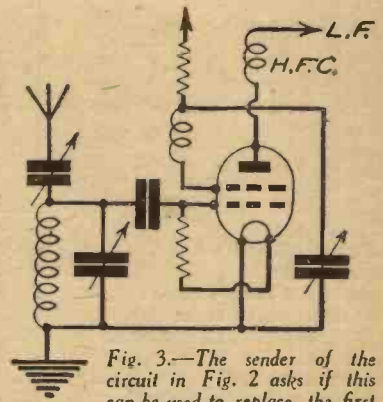 L.F.
H.F.C.
Fig. 3.—The sender of the
circuit in Fig. 2 asks if this
can be used to replace the first